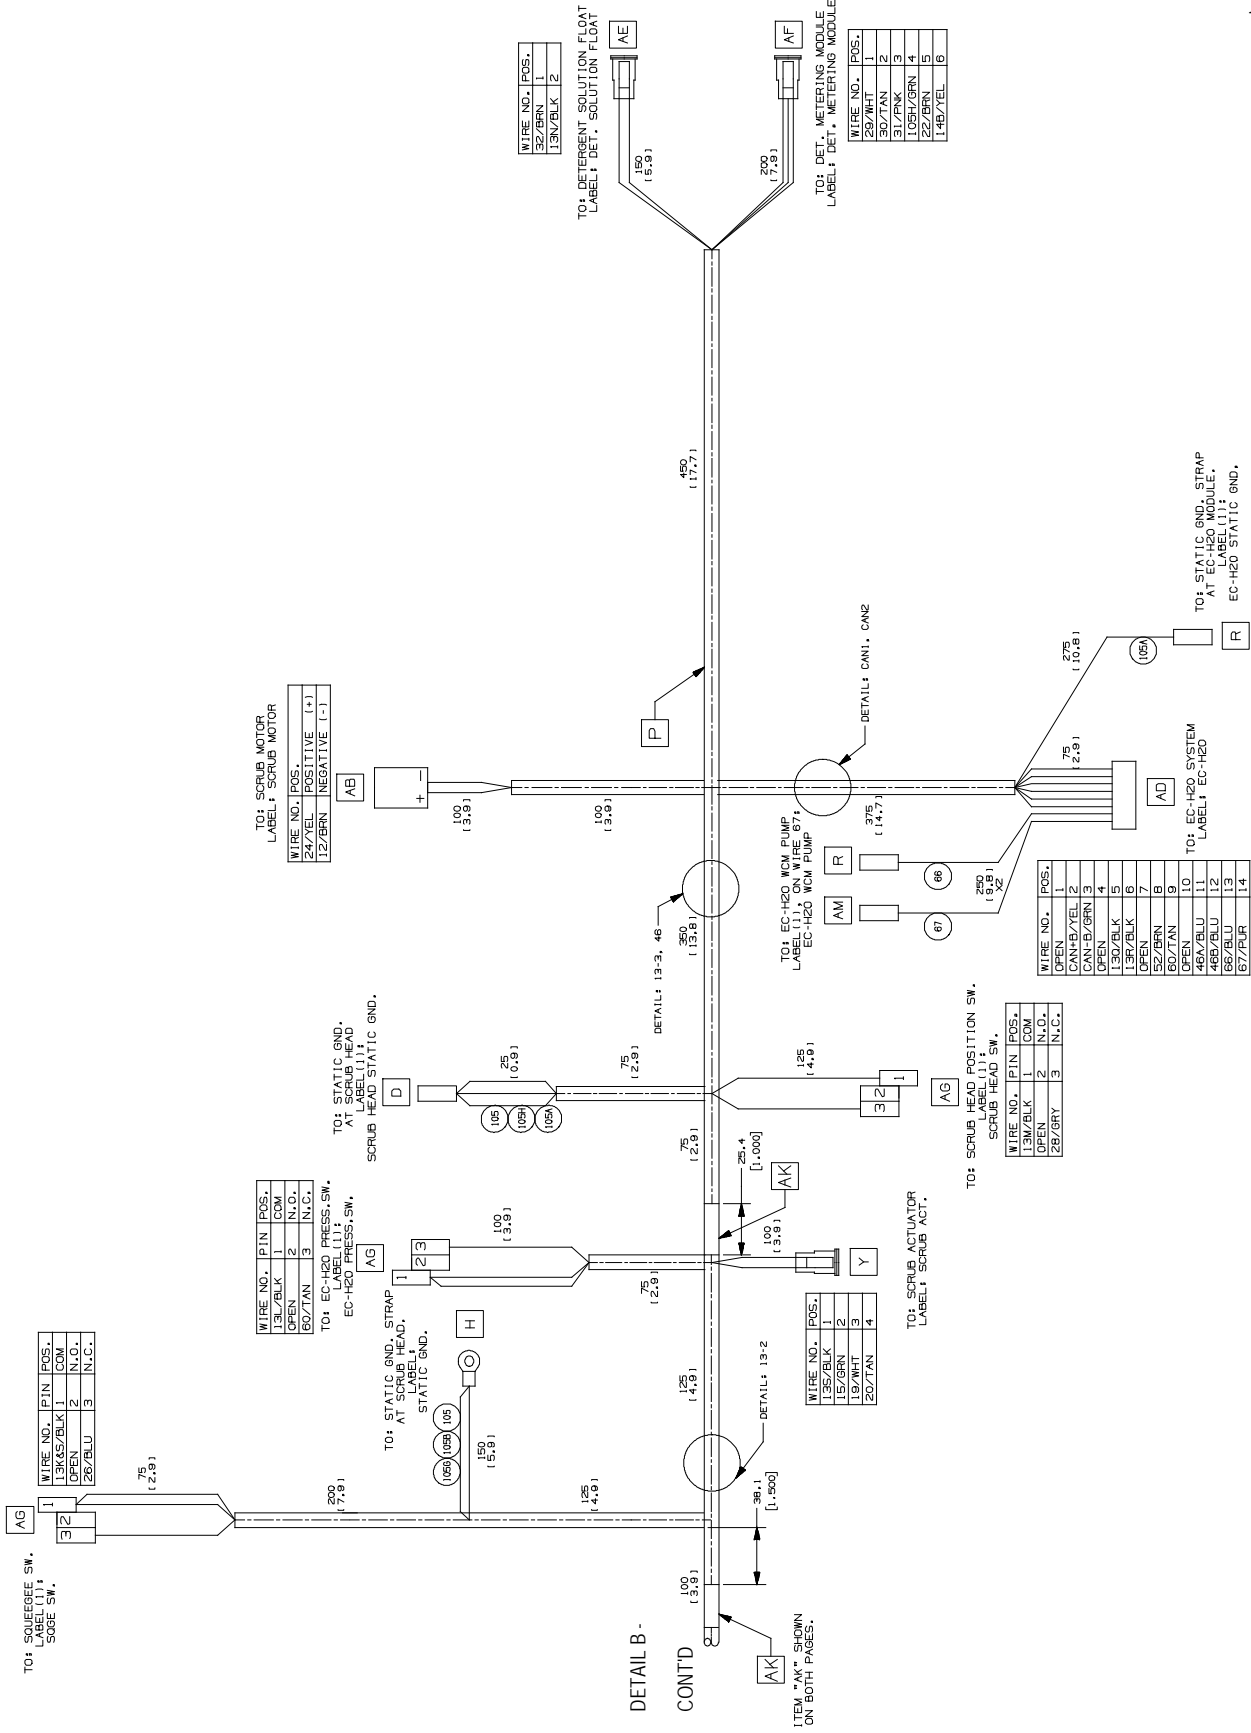 TO: SQUEEGEE SW.
LABEL(1):
SQGE SW.
AG
1
3 2
WIRE NO. PIN POS.
13K&S/BLK 1 COM
OPEN 2 N.O.
26/BLU 3 N.C.
75
[2.9]
200
[7.9]
125
[4.9]
TO: STATIC GND. STRAP
AT SCRUB HEAD.
LABEL:
STATIC GND.
H
105G 105B 105
150
[5.9]
WIRE NO. PIN POS.
13L/BLK 1 COM
OPEN 2 N.O.
60/TAN 3 N.C.
TO: EC-H2O PRESS.SW.
LABEL(1):
EC-H2O PRESS.SW.
AG
1
2 3
100
[3.9]
75
[2.9]
TO: STATIC GND.
AT SCRUB HEAD
LABEL(1):
SCRUB HEAD STATIC GND.
D
105 105H 105A
25
[0.9]
75
[2.9]
TO: SCRUB MOTOR
LABEL: SCRUB MOTOR
WIRE NO. POS.
24/YEL POSITIVE (+)
12/BRN NEGATIVE (-)
AB
+ -
100
[3.9]
100
[3.9]
WIRE NO. POS.
32/BRN 1
13N/BLK 2
TO: DETERGENT SOLUTION FLOAT
LABEL: DET. SOLUTION FLOAT
AE
150
[5.9]
AF
200
[7.9]
TO: DET. METERING MODULE
LABEL: DET. METERING MODULE
WIRE NO. POS.
29/WHT 1
30/TAN 2
31/PNK 3
105H/GRN 4
22/BRN 5
14B/YEL 6
DETAIL B -
CONT'D
100
[3.9]
AK
ITEM "AK" SHOWN
ON BOTH PAGES.
38.1
[1.500]
DETAIL: 13-2
125
[4.9]
25.4
[1.000]
AK
75
[2.9]
DETAIL: 13-3, 46
350
[13.8]
P
450
[17.7]
100
[3.9]
Y
TO: SCRUB ACTUATOR
LABEL: SCRUB ACT.
WIRE NO. POS.
13S/BLK 1
15/GRN 2
19/WHT 3
20/TAN 4
125
[4.9]
3 2
1
AG
TO: SCRUB HEAD POSITION SW.
LABEL(1):
SCRUB HEAD SW.
WIRE NO. PIN POS.
13M/BLK 1 COM
OPEN 2 N.O.
28/GRY 3 N.C.
DETAIL: CAN1, CAN2
375
[14.7]
TO: EC-H2O WCM PUMP
LABEL(1), ON WIRE 67:
EC-H2O WCM PUMP
AM
R
67
66
250
[9.8]
X2
75
[2.9]
AD
TO: EC-H2O SYSTEM
LABEL: EC-H2O
WIRE NO. POS.
OPEN 1
CAN+B/YEL 2
CAN-B/GRN 3
OPEN 4
13Q/BLK 5
13R/BLK 6
OPEN 7
52/BRN 8
60/TAN 9
OPEN 10
46A/BLU 11
46B/BLU 12
66/BLU 13
67/PUR 14
275
[10.8]
105A
R
TO: STATIC GND. STRAP
AT EC-H2O MODULE.
LABEL(1):
EC-H2O STATIC GND.